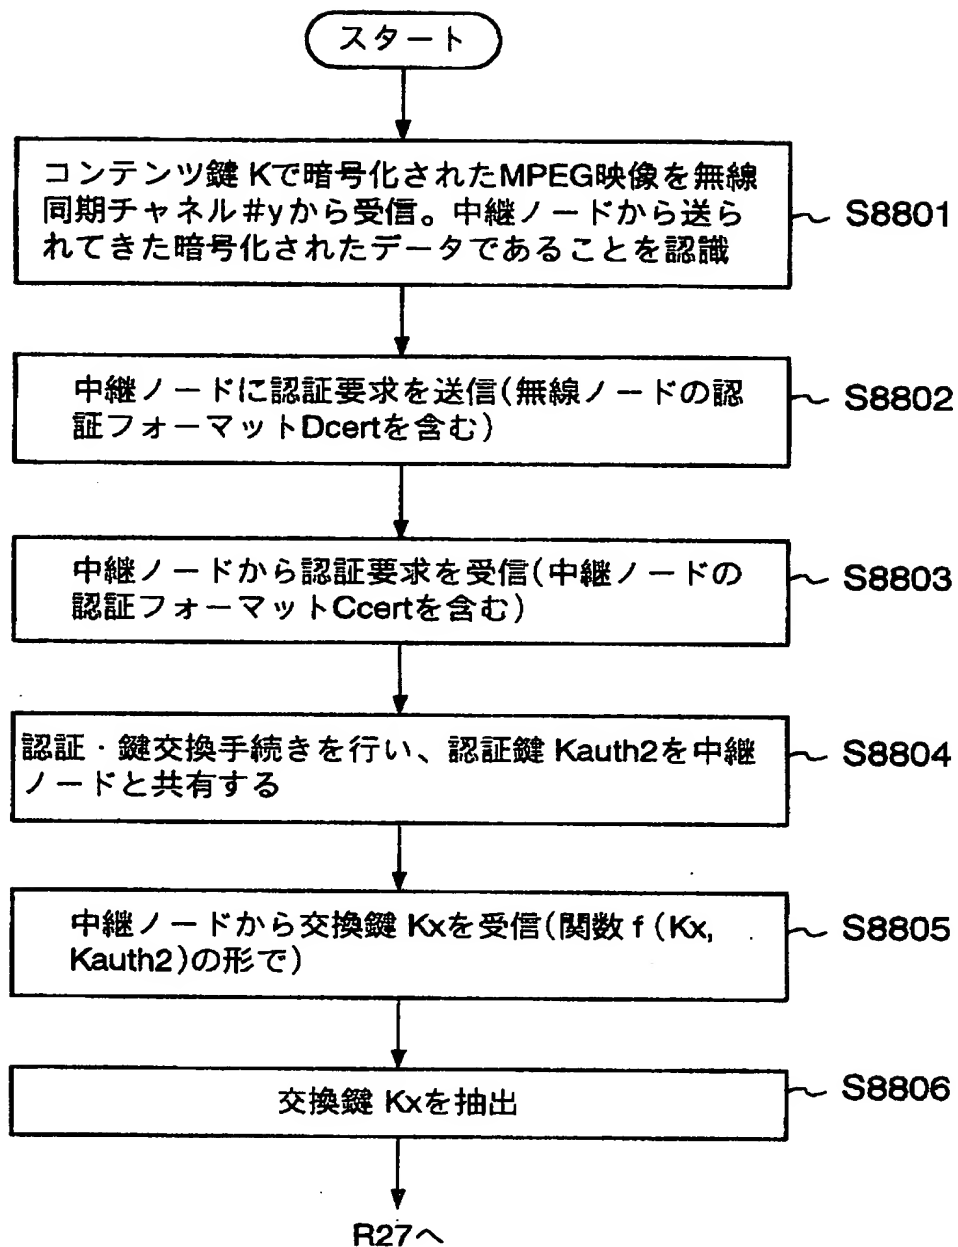 スタート
コンテンツ鍵 Kで暗号化されたMPEG映像を無線
同期チャネル#yから受信。中継ノードから送ら
れてきた暗号化されたデータであることを認識
S8801
中継ノードに認証要求を送信(無線ノードの認
証フォーマットDcertを含む)
S8802
中継ノードから認証要求を受信(中継ノードの
認証フォーマットCcertを含む)
S8803
認証・鍵交換手続きを行い、認証鍵 Kauth2を中継
ノードと共有する
S8804
中継ノードから交換鍵 Kxを受信(関数 f (Kx,
Kauth2)の形で)
S8805
交換鍵 Kxを抽出
S8806
R27へ